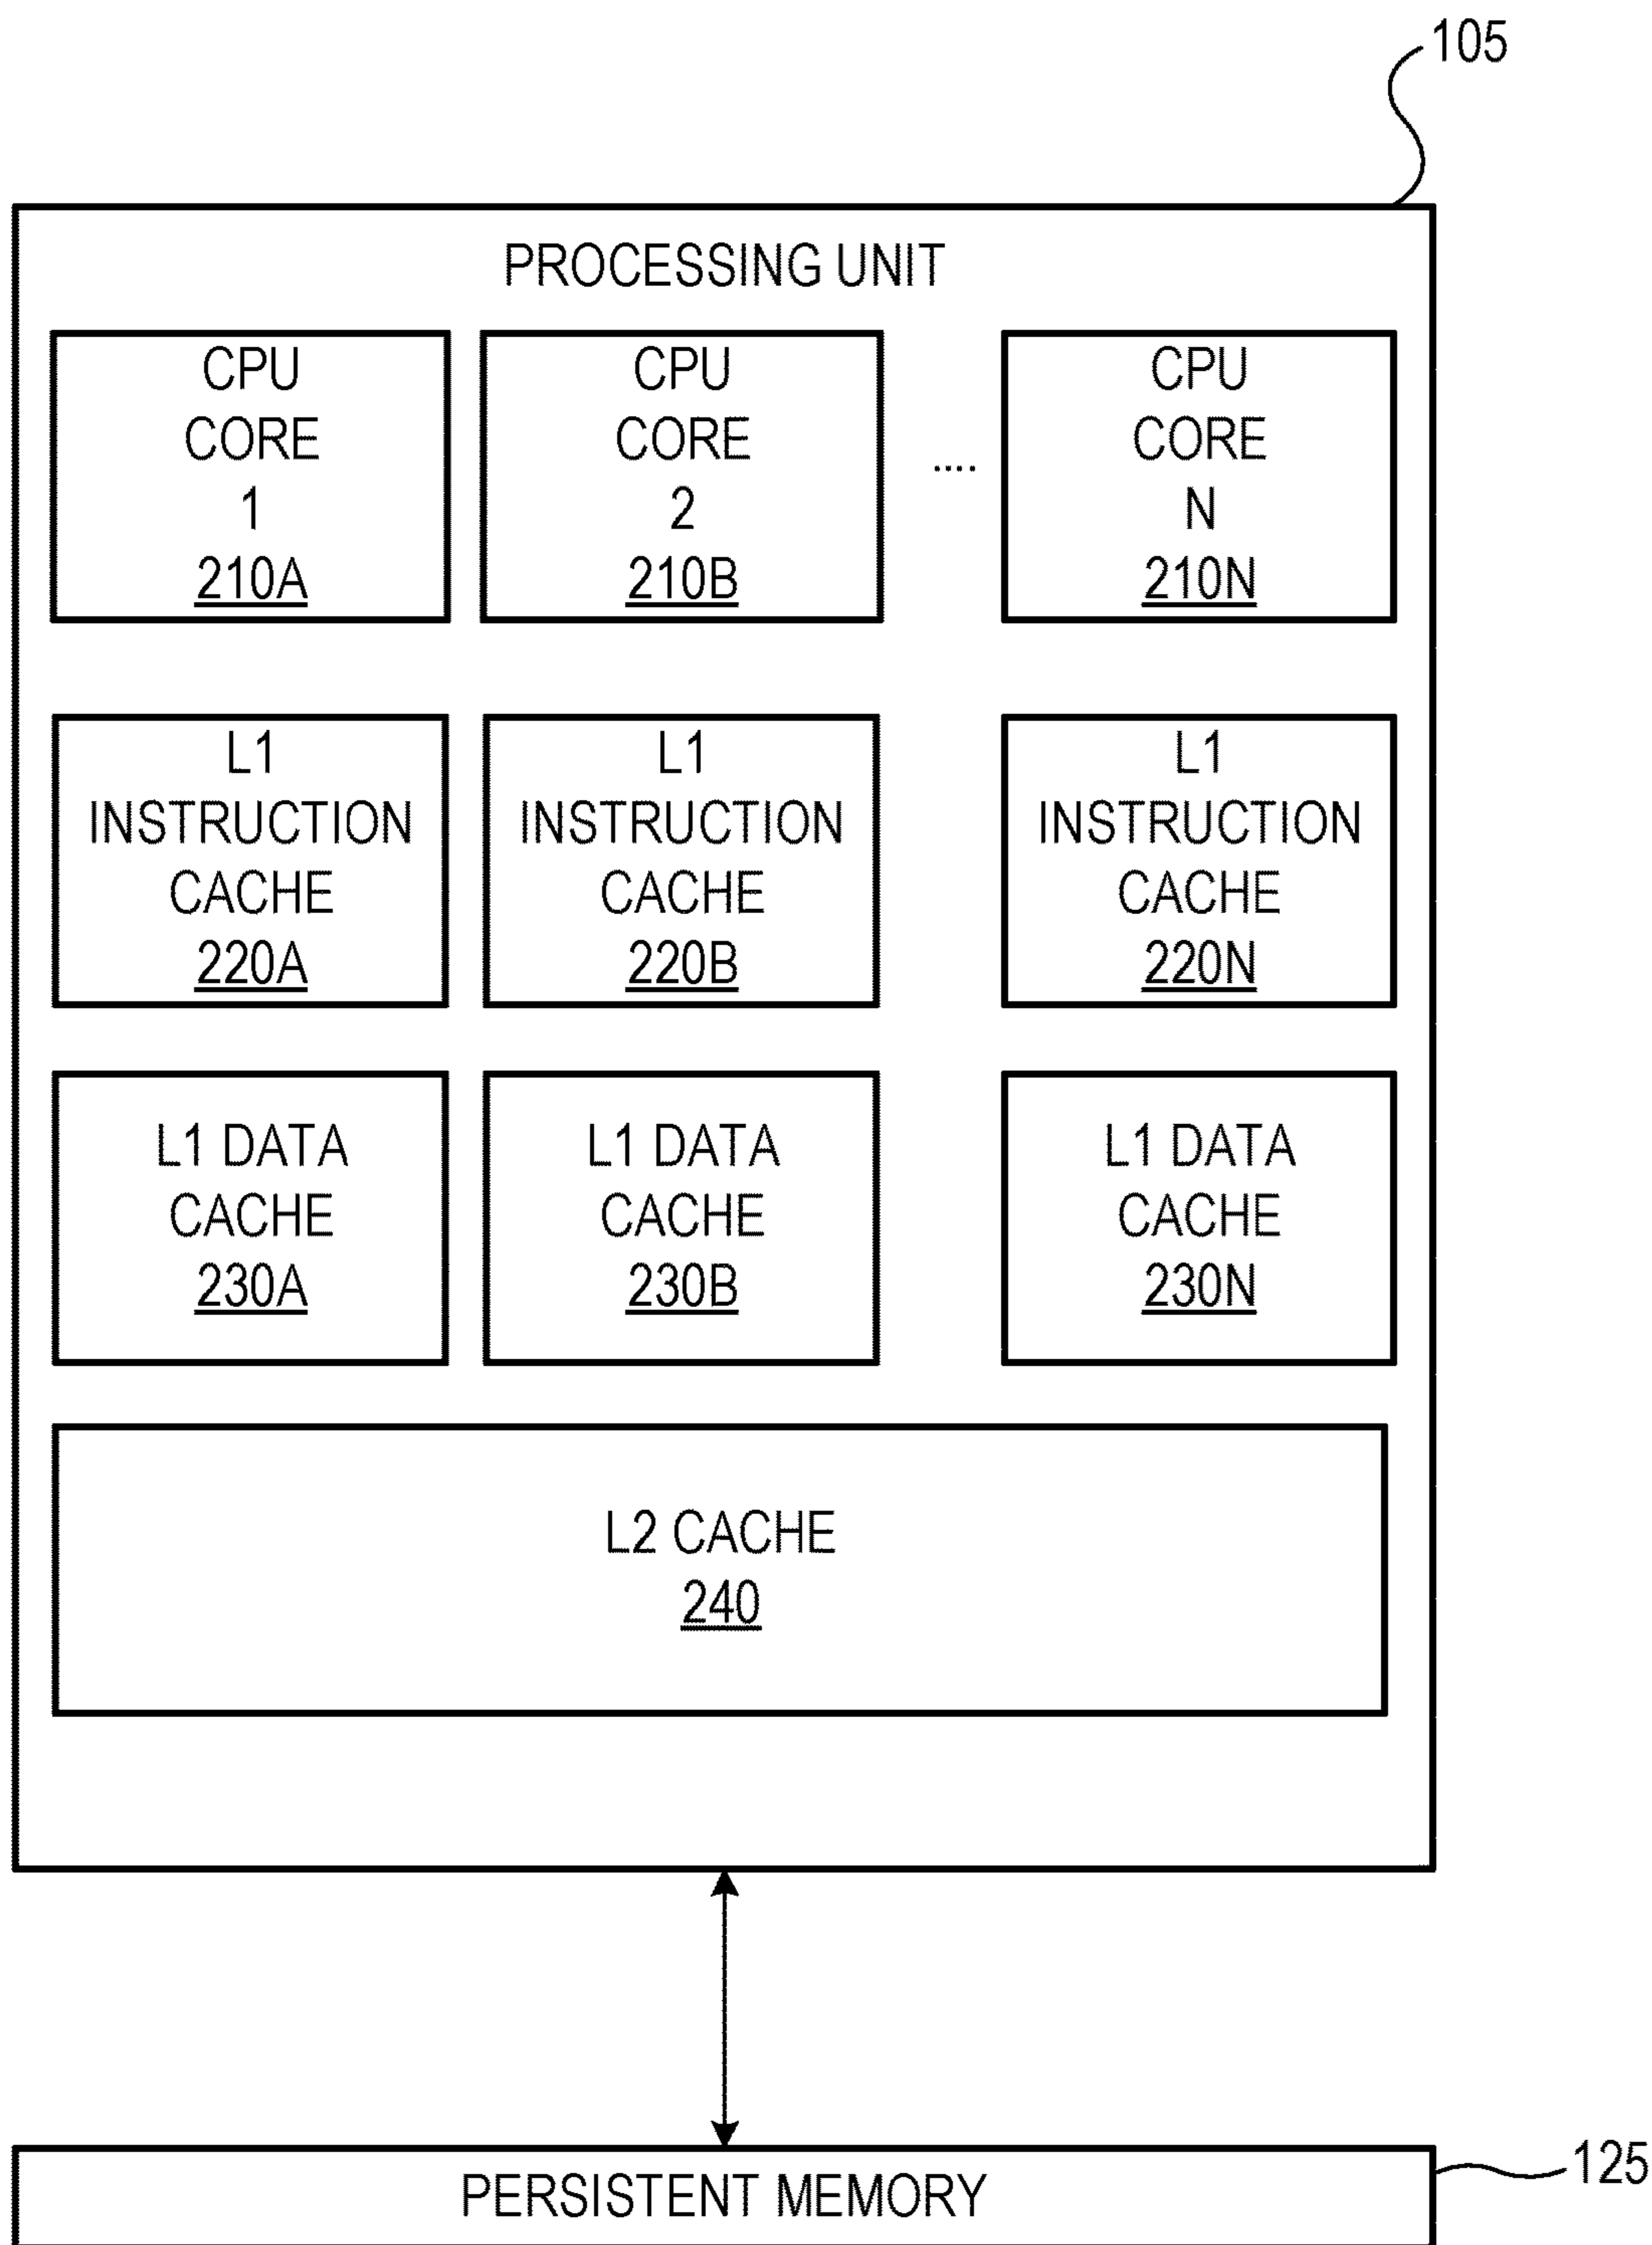 105
PROCESSING UNIT
CPU
CORE
1
210A
CPU
CORE
2
210B
....
CPU
CORE
N
210N
L1
INSTRUCTION
CACHE
220A
L1
INSTRUCTION
CACHE
220B
L1
INSTRUCTION
CACHE
220N
L1 DATA
CACHE
230A
L1 DATA
CACHE
230B
L1 DATA
CACHE
230N
L2 CACHE
240
PERSISTENT MEMORY
125